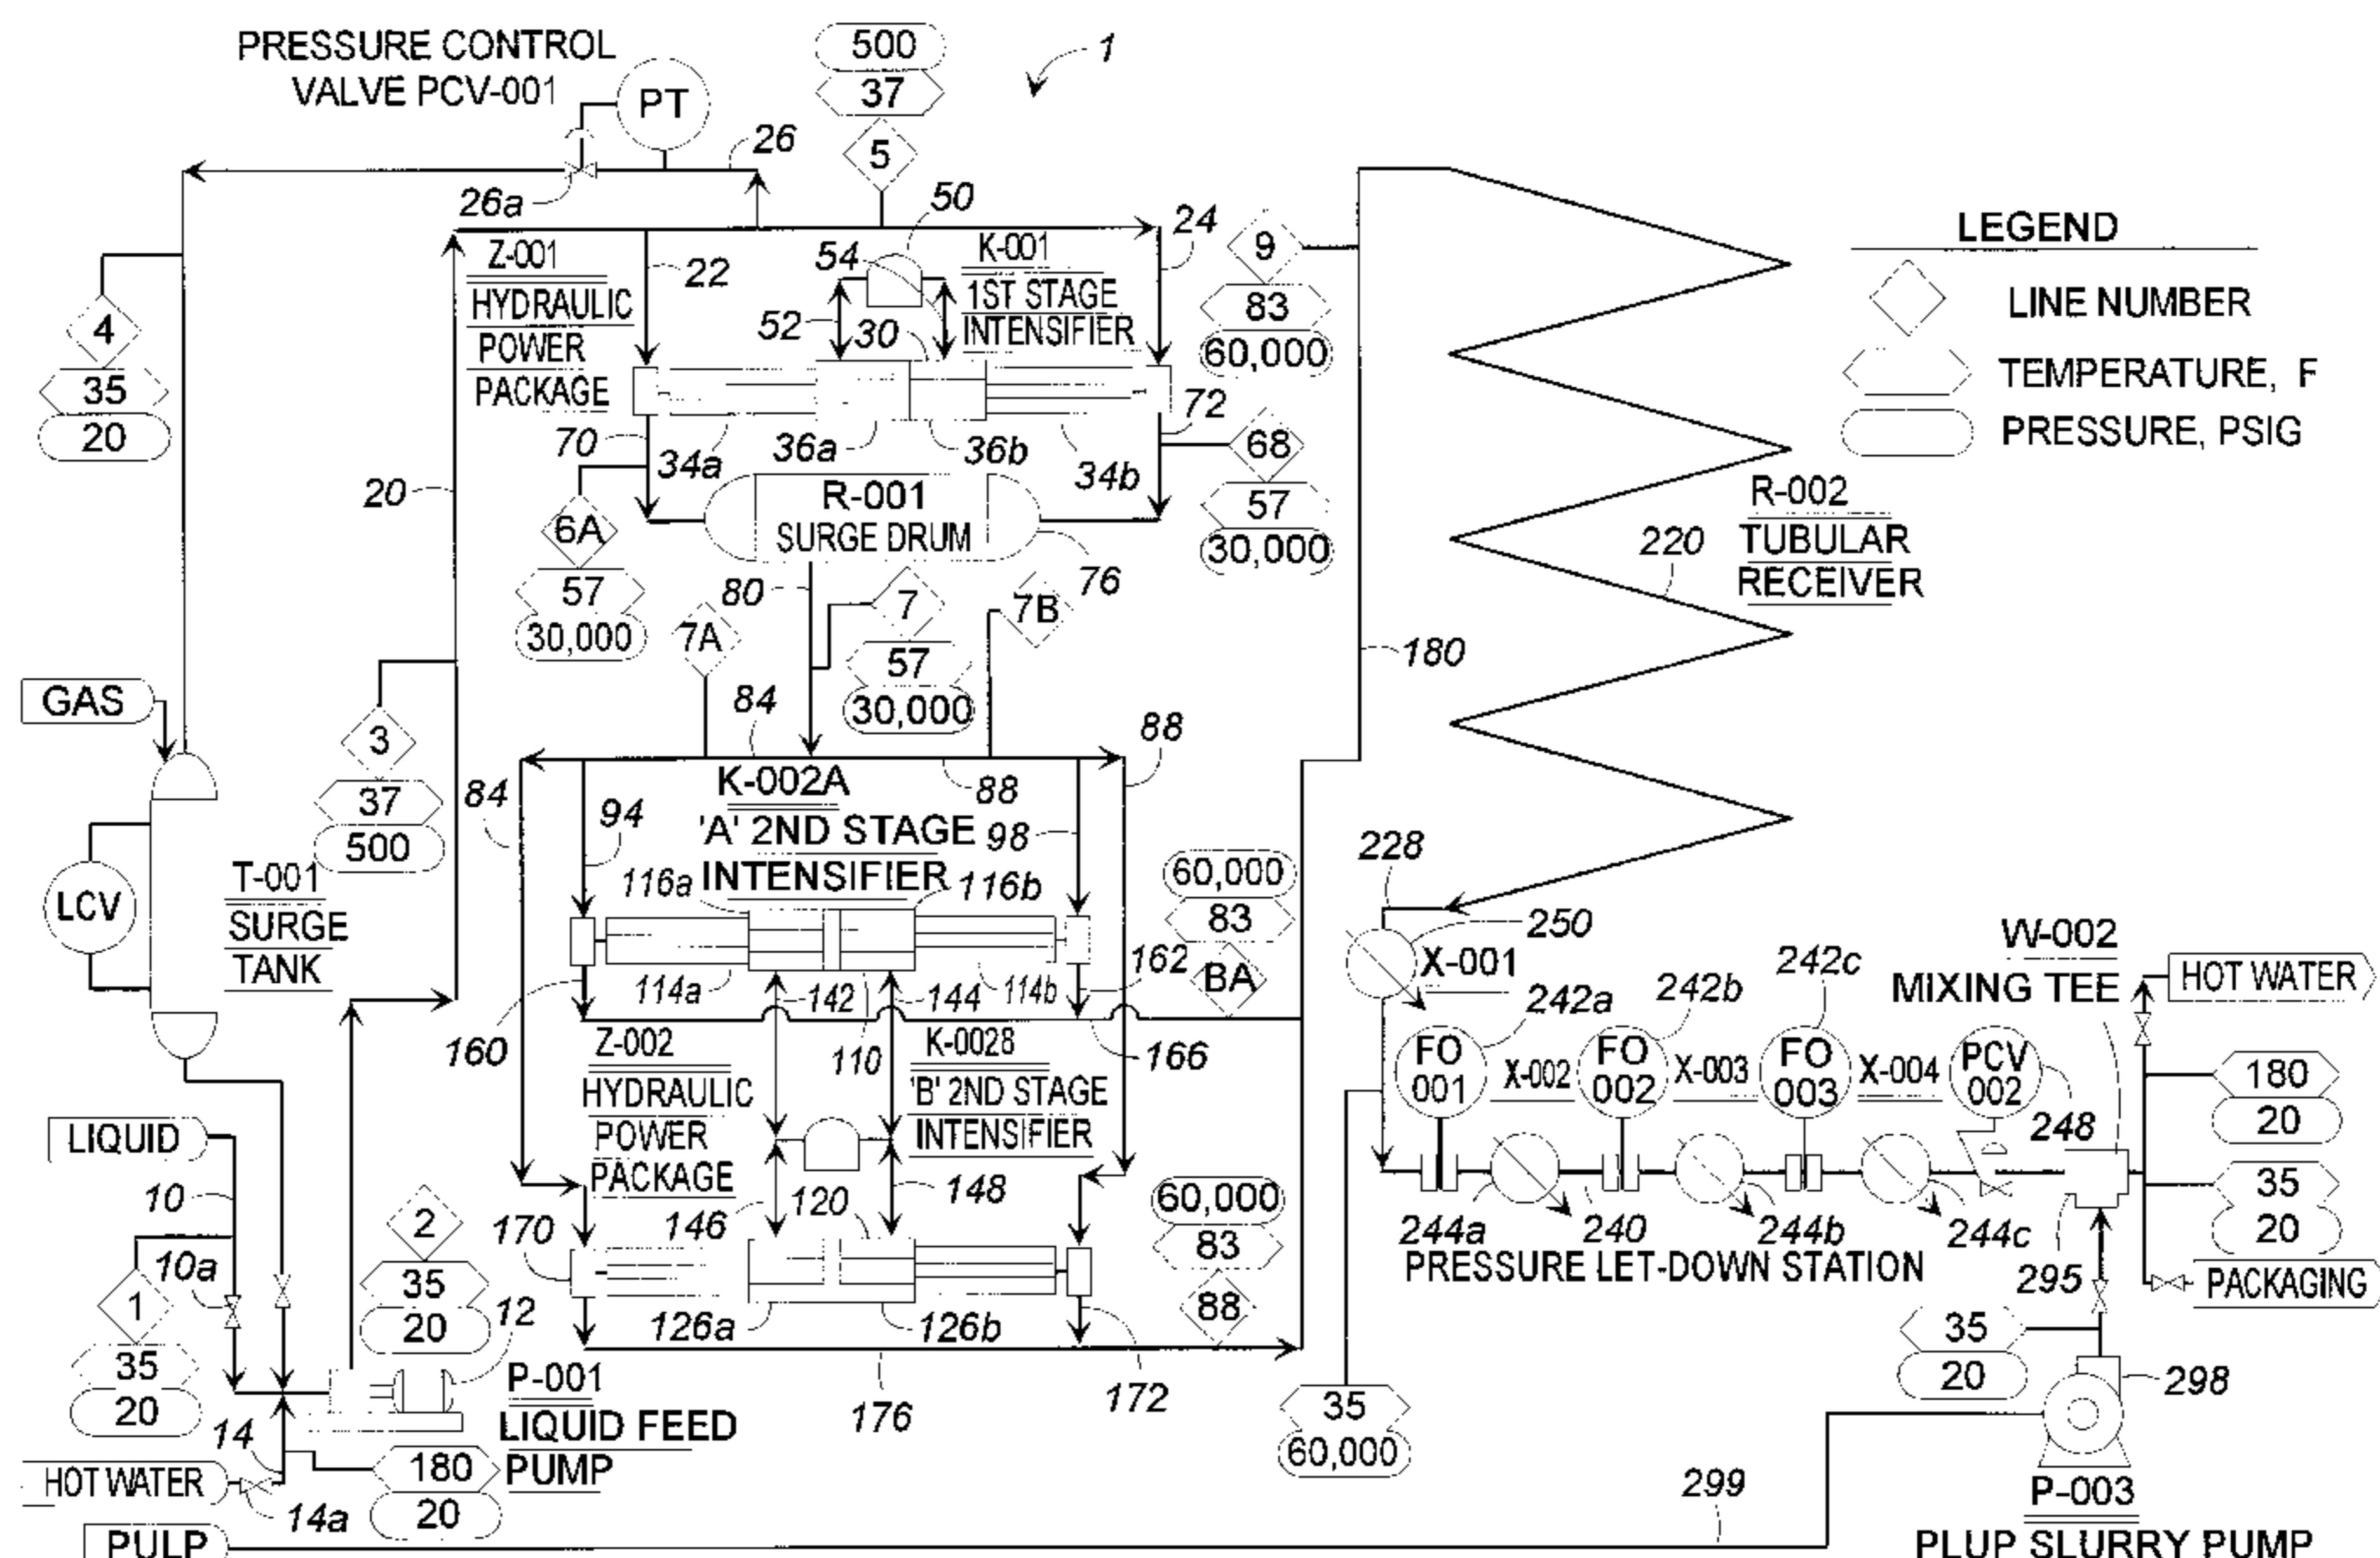 PRESSURE CONTROL
VALVE PCV-001
PT
500
37
5
1
26
26a
50
54
24
Z-001
HYDRAULIC
POWER
PACKAGE
22
K-001
1ST STAGE
INTENSIFIER
52
30
9
83
60,000
LEGEND
LINE NUMBER
TEMPERATURE, F
PRESSURE, PSIG
4
35
20
20
70
34a
36a
36b
34b
72
68
57
30,000
6A
57
30,000
R-001
SURGE DRUM
76
80
7
57
30,000
7A
7B
R-002
TUBULAR
RECEIVER
220
180
GAS
3
37
500
84
84
88
88
88
LCV
T-001
SURGE
TANK
K-002A
'A' 2ND STAGE
INTENSIFIER
94
98
116a
116b
114a
114b
142
144
110
160
162
166
60,000
83
BA
228
250
X-001
Z-002
HYDRAULIC
POWER
PACKAGE
K-0028
'B' 2ND STAGE
INTENSIFIER
146
120
148
170
126a
126b
172
176
60,000
83
88
LIQUID
10
10a
1
35
20
2
35
20
12
P-001
LIQUID FEED
PUMP
14
HOT WATER
14a
180
20
PULP
242a
242b
242c
FO
001
X-002
FO
002
X-003
FO
003
X-004
PCV
002
248
244a
240
244b
244c
PRESSURE LET-DOWN STATION
W-002
MIXING TEE
HOT WATER
180
20
35
20
PACKAGING
295
35
20
298
35
60,000
299
P-003
PLUP SLURRY PUMP